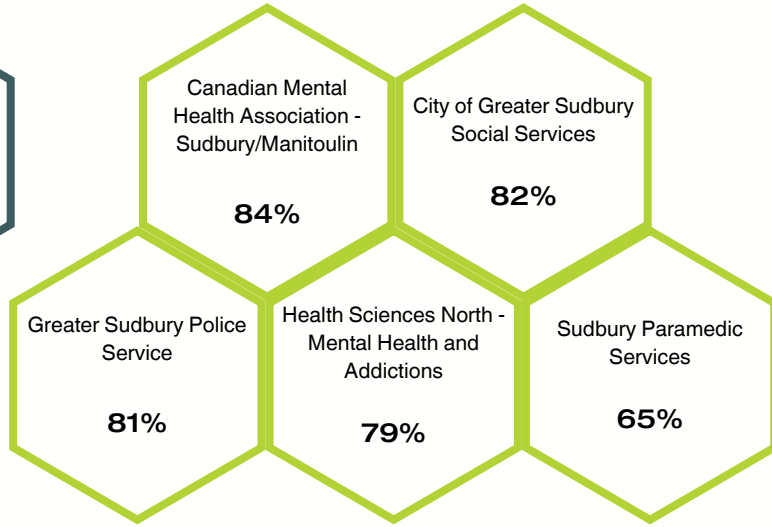 Canadian Mental
Health Association -
Sudbury/Manitoulin
84%
City of Greater Sudbury
Social Services
82%
Greater Sudbury Police
Service
81%
Health Sciences North -
Mental Health and
Addictions
79%
Sudbury Paramedic
Services
65%